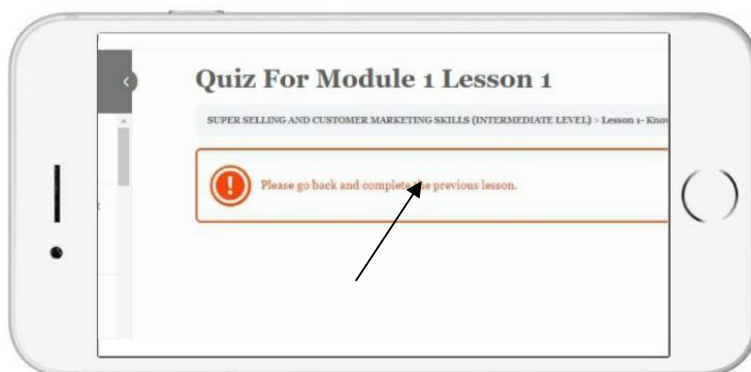 Quiz For Module 1 Lesson 1
SUPER SELLING AND CUSTOMER MARKETING SKILLS (INTERMEDIATE LEVEL) > Lesson 1- Know
Please go back and complete the previous lesson.